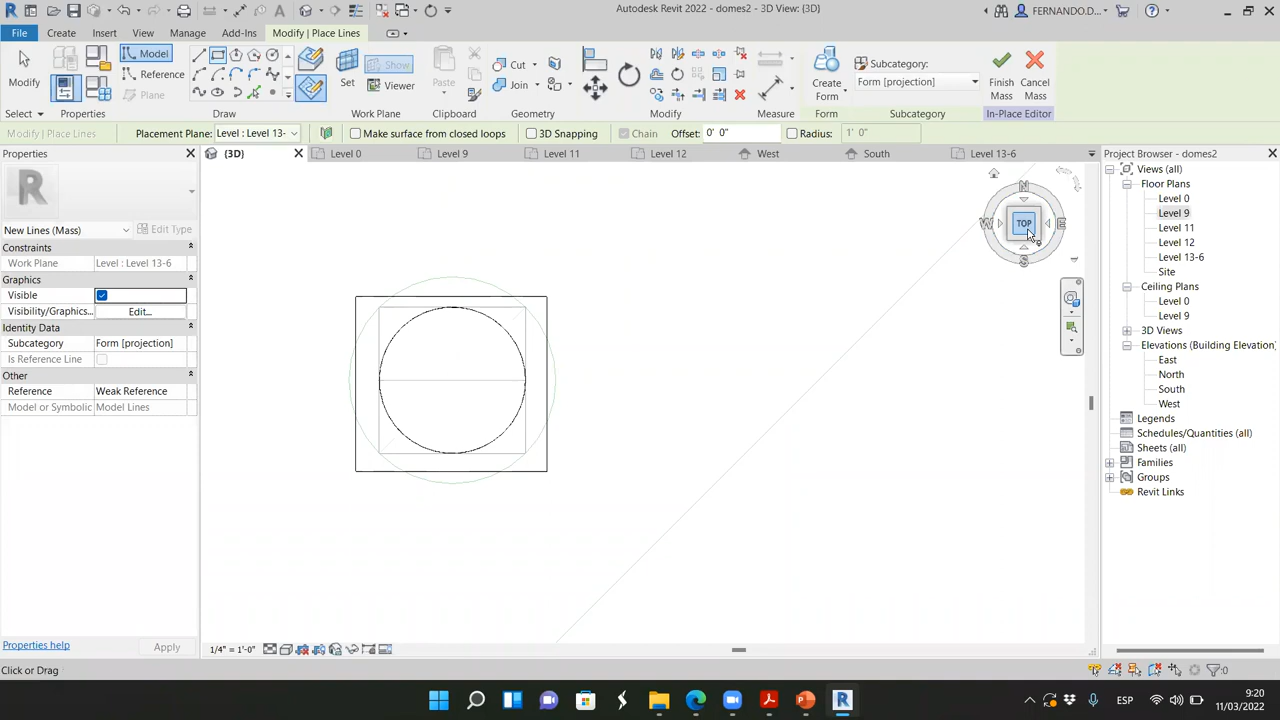 Autodesk Revit 2022 - domes2 - 3D View: {3D}
FERNANDO.D...
File Create Insert View Manage Add-Ins Modify | Place Lines
Modify
Model
Reference
Plane
Set
Show
Viewer
Paste
Cut
Join
Create Form
Subcategory:
Form [projection]
Finish Mass
Cancel Mass
Select Properties Draw Work Plane Clipboard Geometry Modify Measure Form Subcategory In-Place Editor
Modify | Place Lines Placement Plane: Level : Level 13- Make surface from closed loops 3D Snapping Chain Offset: 0' 0" Radius: 1' 0"
Properties
{3D} Level 0 Level 9 Level 11 Level 12 West South Level 13-6
Project Browser - domes2
R
New Lines (Mass) Edit Type
Constraints
Work Plane Level : Level 13-6
Graphics
Visible
Visibility/Graphics... Edit...
Identity Data
Subcategory Form [projection]
Is Reference Line
Other
Reference Weak Reference
Model or Symbolic Model Lines
Properties help Apply
N
W TOP E
S
Views (all)
Floor Plans
Level 0
Level 9
Level 11
Level 12
Level 13-6
Site
Ceiling Plans
Level 0
Level 9
3D Views
Elevations (Building Elevation)
East
North
South
West
Legends
Schedules/Quantities (all)
Sheets (all)
Families
Groups
Revit Links
1/4" = 1'-0"
Click or Drag
:0
ESP
9:20
11/03/2022